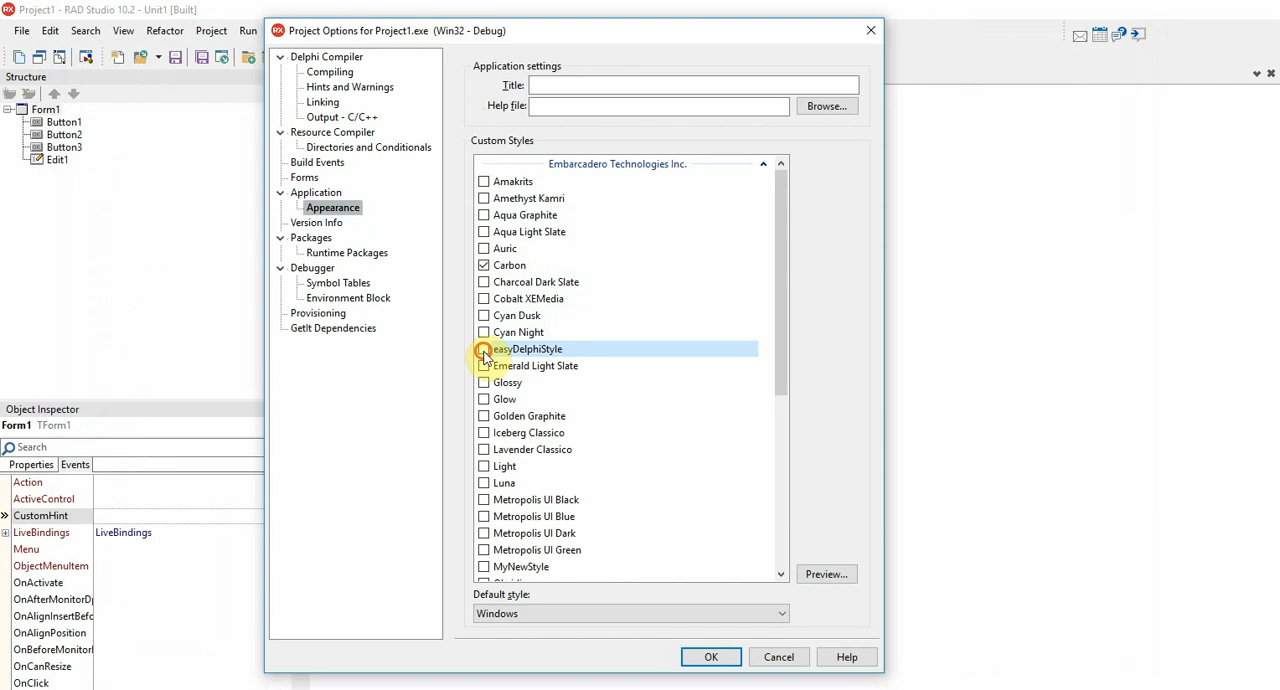 Project1 - RAD Studio 10.2 - Unit1 [Built]
File Edit Search View Refactor Project Run
Structure
Form1
Button1
Button2
Button3
Edit1
Object Inspector
Form1 TForm1
Search
Properties Events
Action
ActiveControl
CustomHint
LiveBindings LiveBindings
Menu
ObjectMenuItem
OnActivate
OnAfterMonitorDp
OnAlignInsertBefo
OnAlignPosition
OnBeforeMonitorI
OnCanResize
OnClick
Project Options for Project1.exe (Win32 - Debug)
Delphi Compiler
Compiling
Hints and Warnings
Linking
Output - C/C++
Resource Compiler
Directories and Conditionals
Build Events
Forms
Application
Appearance
Version Info
Packages
Runtime Packages
Debugger
Symbol Tables
Environment Block
Provisioning
GetIt Dependencies
Application settings
Title:
Help file: Browse...
Custom Styles
Embarcadero Technologies Inc.
Amakrits
Amethyst Kamri
Aqua Graphite
Aqua Light Slate
Auric
Carbon
Charcoal Dark Slate
Cobalt XEMedia
Cyan Dusk
Cyan Night
easyDelphiStyle
Emerald Light Slate
Glossy
Glow
Golden Graphite
Iceberg Classico
Lavender Classico
Light
Luna
Metropolis UI Black
Metropolis UI Blue
Metropolis UI Dark
Metropolis UI Green
MyNewStyle
Preview...
Default style:
Windows
OK Cancel Help